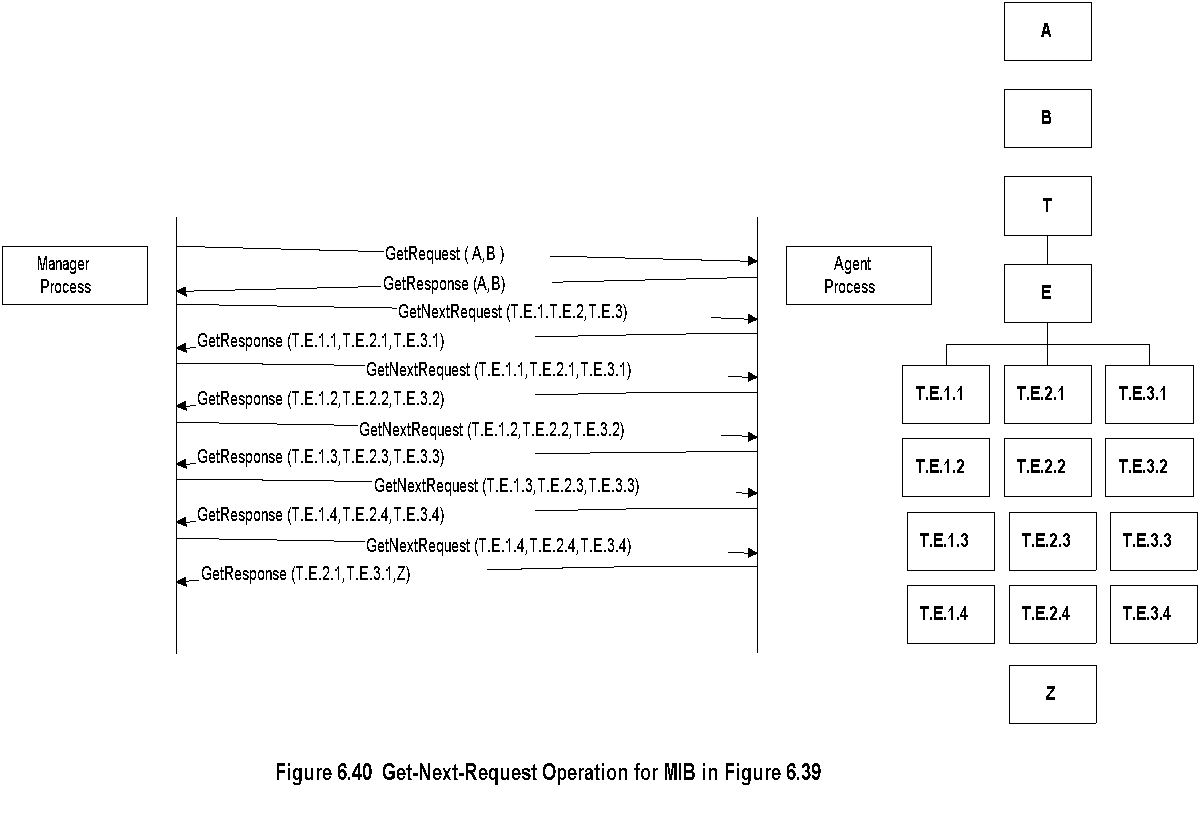 A
B
T
E
Manager
Process
Agent
Process
GetRequest ( A,B )
GetResponse (A,B)
GetNextRequest (T.E.1.T.E.2,T.E.3)
GetResponse (T.E.1.1,T.E.2.1,T.E.3.1)
GetNextRequest (T.E.1.1,T.E.2.1,T.E.3.1)
GetResponse (T.E.1.2,T.E.2.2,T.E.3.2)
GetNextRequest (T.E.1.2,T.E.2.2,T.E.3.2)
GetResponse (T.E.1.3,T.E.2.3,T.E.3.3)
GetNextRequest (T.E.1.3,T.E.2.3,T.E.3.3)
GetResponse (T.E.1.4,T.E.2.4,T.E.3.4)
GetNextRequest (T.E.1.4,T.E.2.4,T.E.3.4)
GetResponse (T.E.2.1,T.E.3.1,Z)
T.E.1.1 T.E.2.1 T.E.3.1
T.E.1.2 T.E.2.2 T.E.3.2
T.E.1.3 T.E.2.3 T.E.3.3
T.E.1.4 T.E.2.4 T.E.3.4
Z
Figure 6.40 Get-Next-Request Operation for MIB in Figure 6.39